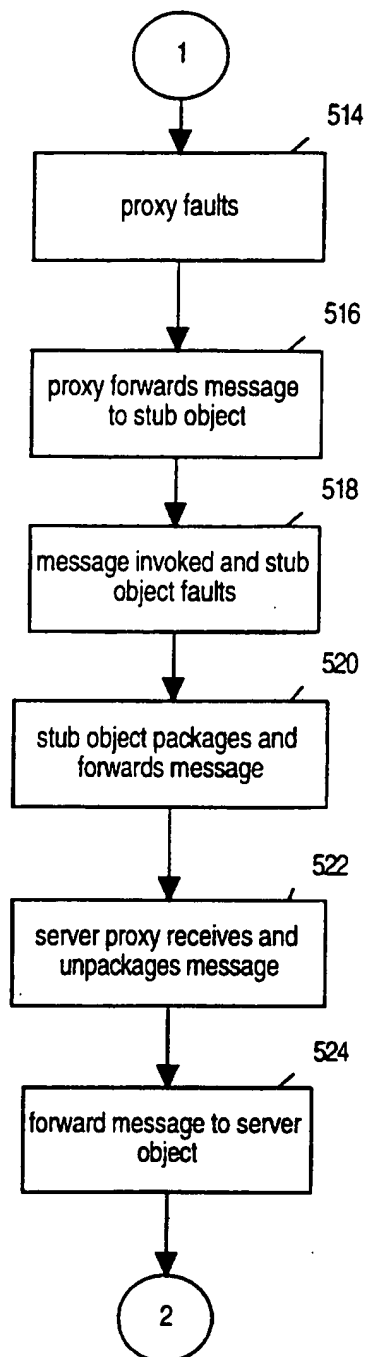 1
514
proxy faults
516
proxy forwards message
to stub object
518
message invoked and stub
object faults
520
stub object packages and
forwards message
522
server proxy receives and
unpackages message
524
forward message to server
object
2